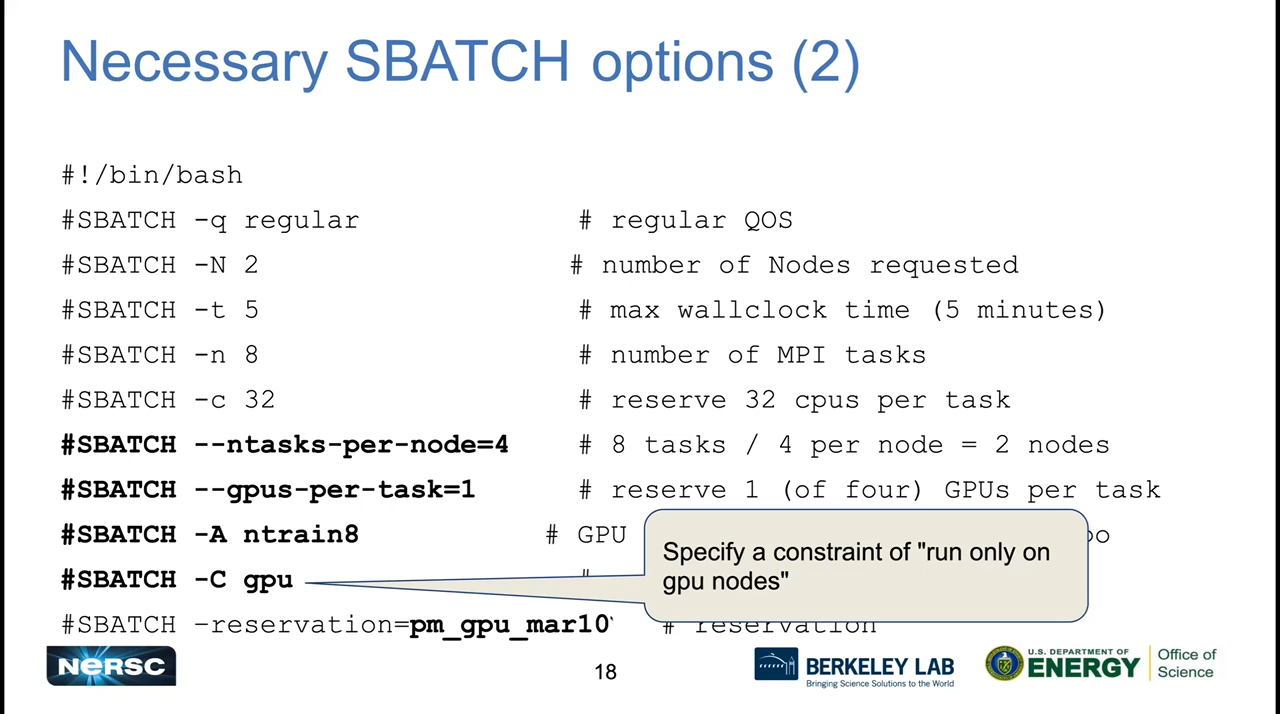 Necessary SBATCH options (2)
#!/bin/bash
#SBATCH -q regular # regular QOS
#SBATCH -N 2 # number of Nodes requested
#SBATCH -t 5 # max wallclock time (5 minutes)
#SBATCH -n 8 # number of MPI tasks
#SBATCH -c 32 # reserve 32 cpus per task
#SBATCH --ntasks-per-node=4 # 8 tasks / 4 per node = 2 nodes
#SBATCH --gpus-per-task=1 # reserve 1 (of four) GPUs per task
#SBATCH -A ntrain8 # GPU
Specify a constraint of "run only on
gpu nodes"
#SBATCH -C gpu #
#SBATCH –reservation=pm_gpu_mar10 # reservation
NERSC
18
BERKELEY LAB
Bringing Science Solutions to the World
U.S. DEPARTMENT OF
ENERGY
Office of
Science